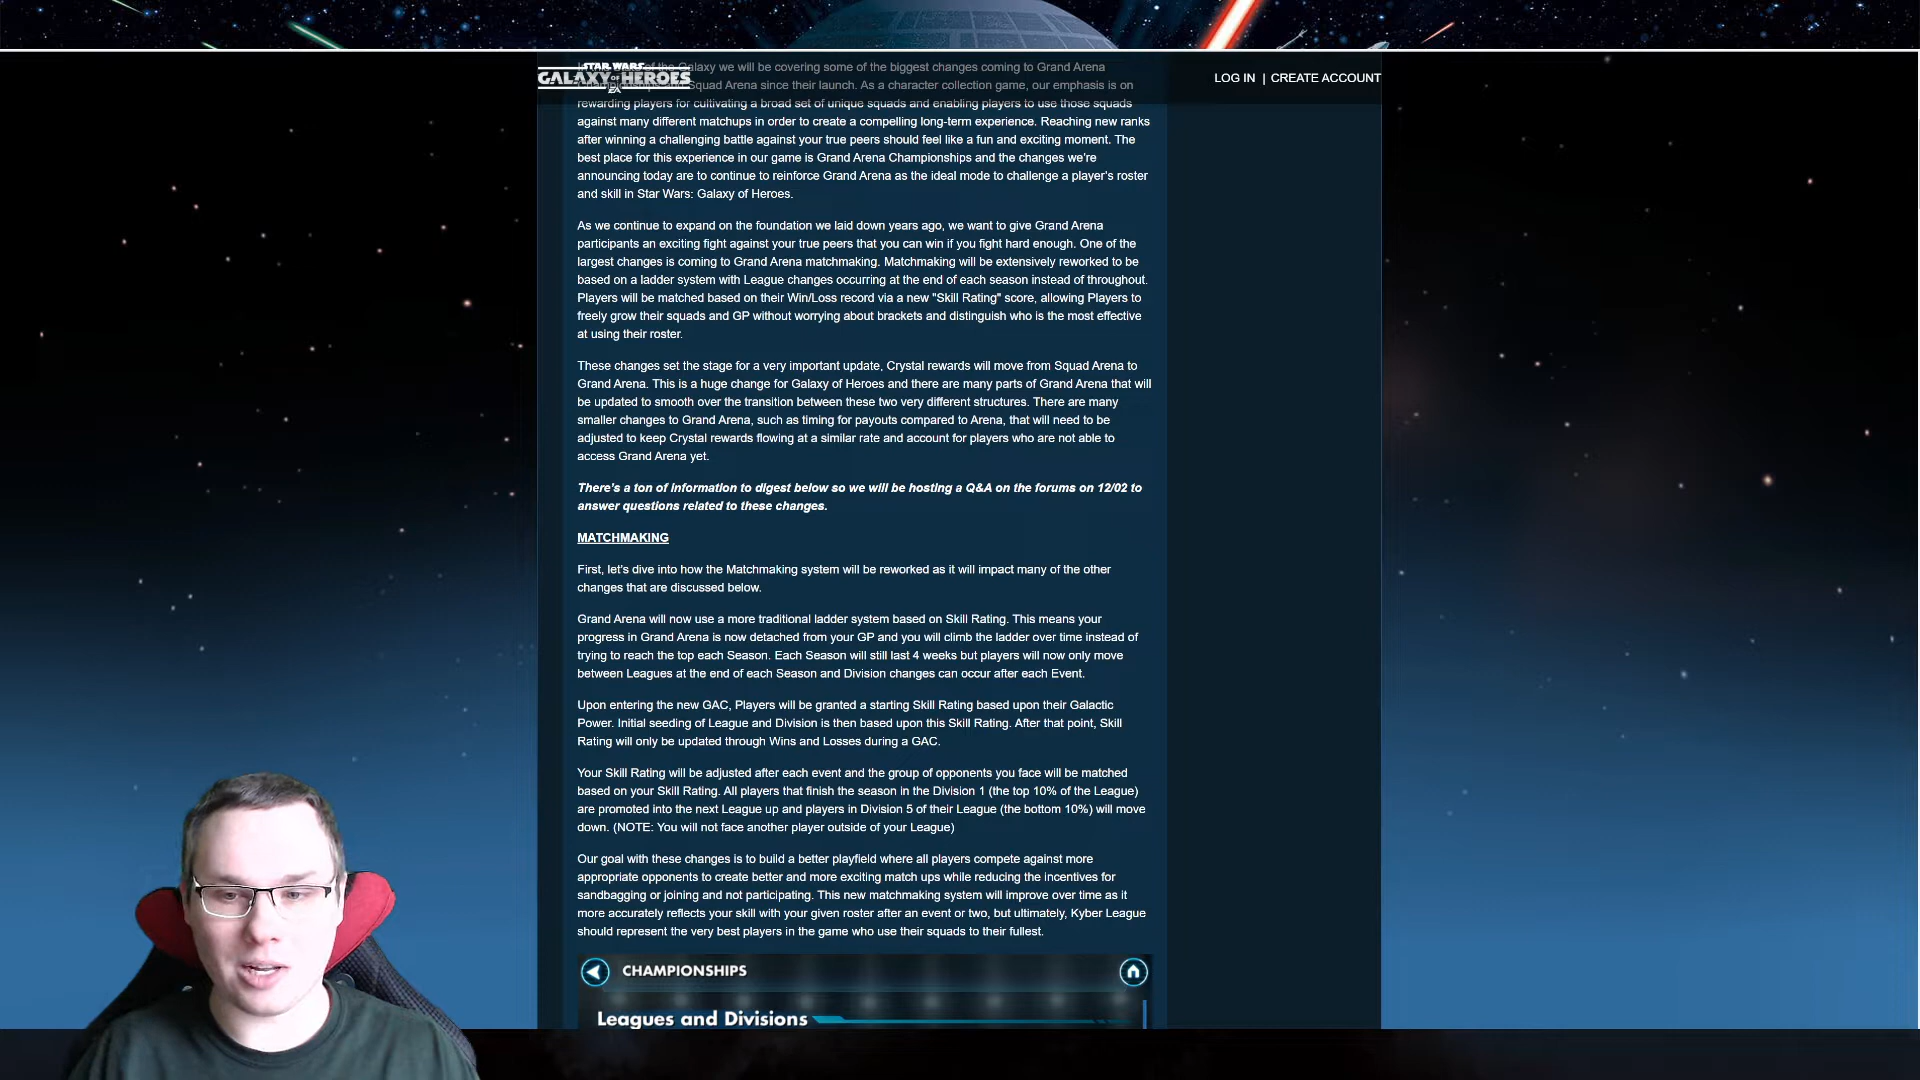 STAR WARS
GALAXY OF HEROES
EA
LOG IN | CREATE ACCOUNT
of the Galaxy we will be covering some of the biggest changes coming to Grand Arena
Squad Arena since their launch. As a character collection game, our emphasis is on
rewarding players for cultivating a broad set of unique squads and enabling players to use those squads
against many different matchups in order to create a compelling long-term experience. Reaching new ranks
after winning a challenging battle against your true peers should feel like a fun and exciting moment. The
best place for this experience in our game is Grand Arena Championships and the changes we're
announcing today are to continue to reinforce Grand Arena as the ideal mode to challenge a player's roster
and skill in Star Wars: Galaxy of Heroes.
As we continue to expand on the foundation we laid down years ago, we want to give Grand Arena
participants an exciting fight against your true peers that you can win if you fight hard enough. One of the
largest changes is coming to Grand Arena matchmaking. Matchmaking will be extensively reworked to be
based on a ladder system with League changes occurring at the end of each season instead of throughout.
Players will be matched based on their Win/Loss record via a new "Skill Rating" score, allowing Players to
freely grow their squads and GP without worrying about brackets and distinguish who is the most effective
at using their roster.
These changes set the stage for a very important update, Crystal rewards will move from Squad Arena to
Grand Arena. This is a huge change for Galaxy of Heroes and there are many parts of Grand Arena that will
be updated to smooth over the transition between these two very different structures. There are many
smaller changes to Grand Arena, such as timing for payouts compared to Arena, that will need to be
adjusted to keep Crystal rewards flowing at a similar rate and account for players who are not able to
access Grand Arena yet.
There's a ton of information to digest below so we will be hosting a Q&A on the forums on 12/02 to
answer questions related to these changes.
MATCHMAKING
First, let's dive into how the Matchmaking system will be reworked as it will impact many of the other
changes that are discussed below.
Grand Arena will now use a more traditional ladder system based on Skill Rating. This means your
progress in Grand Arena is now detached from your GP and you will climb the ladder over time instead of
trying to reach the top each Season. Each Season will still last 4 weeks but players will now only move
between Leagues at the end of each Season and Division changes can occur after each Event.
Upon entering the new GAC, Players will be granted a starting Skill Rating based upon their Galactic
Power. Initial seeding of League and Division is then based upon this Skill Rating. After that point, Skill
Rating will only be updated through Wins and Losses during a GAC.
Your Skill Rating will be adjusted after each event and the group of opponents you face will be matched
based on your Skill Rating. All players that finish the season in the Division 1 (the top 10% of the League)
are promoted into the next League up and players in Division 5 of their League (the bottom 10%) will move
down. (NOTE: You will not face another player outside of your League)
Our goal with these changes is to build a better playfield where all players compete against more
appropriate opponents to create better and more exciting match ups while reducing the incentives for
sandbagging or joining and not participating. This new matchmaking system will improve over time as it
more accurately reflects your skill with your given roster after an event or two, but ultimately, Kyber League
should represent the very best players in the game who use their squads to their fullest.
CHAMPIONSHIPS
Leagues and Divisions